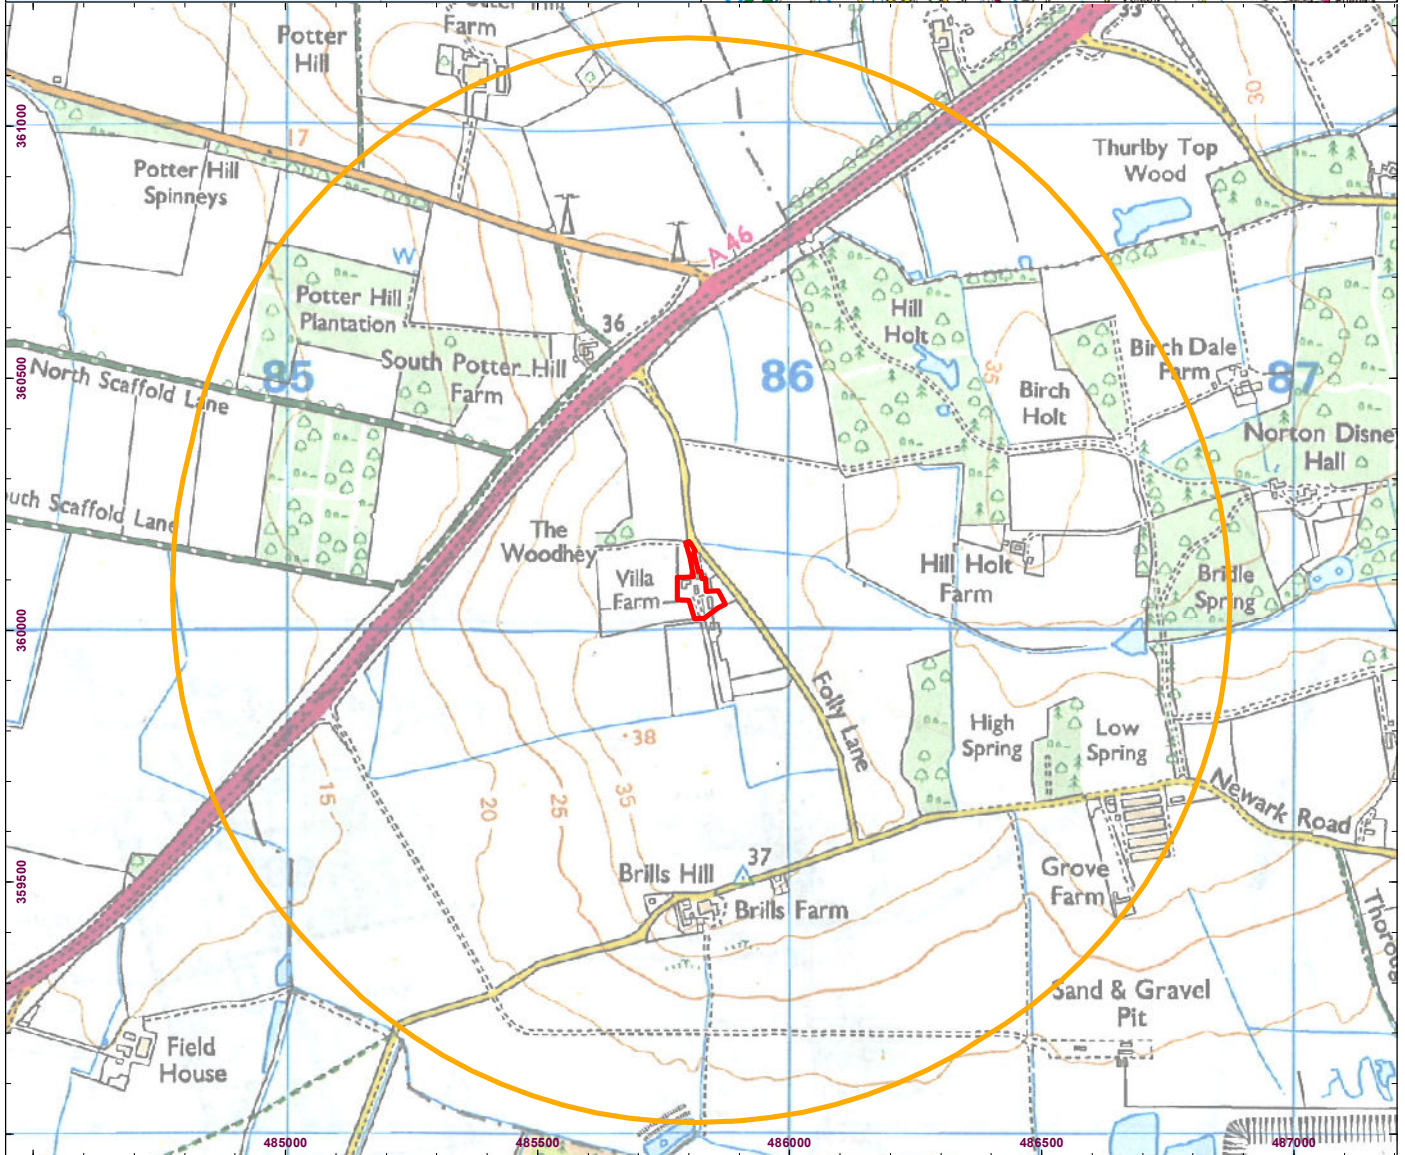 Farm
Potter
Hill
35
30
361000
17
Thurlby Top
Wood
Potter Hill
Spinneys
A 46
W
Potter Hill
Plantation
36
Hill
Holt
South Potter Hill
Farm
35
Birch Dale
Farm
North Scaffold Lane
85
86
87
360500
Birch
Holt
Norton Disne
Hall
outh Scaffold Lane
The
Woodhey
Villa
Farm
Hill Holt
Farm
Bridle
Spring
360000
Folly Lane
38
High
Spring
Low
Spring
15
20
25
35
Newark Road
37
Brills Hill
Brills Farm
Grove
Farm
359500
Sand & Gravel
Pit
Field
House
485000
485500
486000
486500
487000